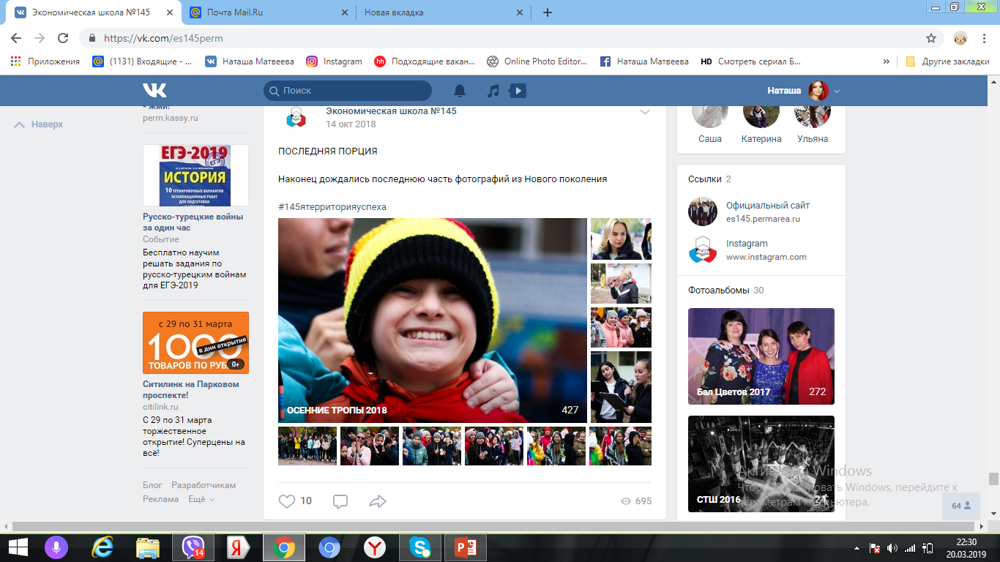 Экономическая школа №145
Почта Mail.Ru
Новая вкладка
https://vk.com/es145perm
Приложения
(1131) Входящие - ...
Наташа Матвеева
Instagram
Подходящие вакан...
Online Photo Editor...
Наташа Матвеева
HD Смотреть сериал Б...
»
Другие закладки
Поиск
Наташа
Наверх
- Жми!
perm.kassy.ru
ЕГЭ-2019
ЕГЭ
ИСТОРИЯ
10 ТРЕНИРОВОЧНЫХ ВАРИАНТОВ
ЭКЗАМЕНАЦИОННЫХ РАБОТ
ДЛЯ ПОДГОТОВКИ
Русско-турецкие войны
за один час
Событие
Бесплатно научим
решать задания по
русско-турецким войнам
для ЕГЭ-2019
с 29 по 31 марта
1000
в дни открытия
ТОВАРОВ ПО РУБ
0+
Ситилинк на Парковом
проспекте!
citilink.ru
С 29 по 31 марта
торжественное
открытие! Суперцены на
всё!
Блог Разработчикам
Реклама Ещё
Экономическая школа №145
14 окт 2018
ПОСЛЕДНЯЯ ПОРЦИЯ
Наконец дождались последнюю часть фотографий из Нового поколения
#145ятерриторияуспеха
ОСЕННИЕ ТРОПЫ 2018
427
10
695
Саша
Катерина
Ульяна
Ссылки 2
Официальный сайт
es145.permarea.ru
Instagram
www.instagram.com
Фотоальбомы 30
Бал Цветов 2017
272
СТШ 2016
24
Активация Windows
Чтобы активировать Windows, перейдите к
параметрам компьютера.
64
14
22:30
20.03.2019